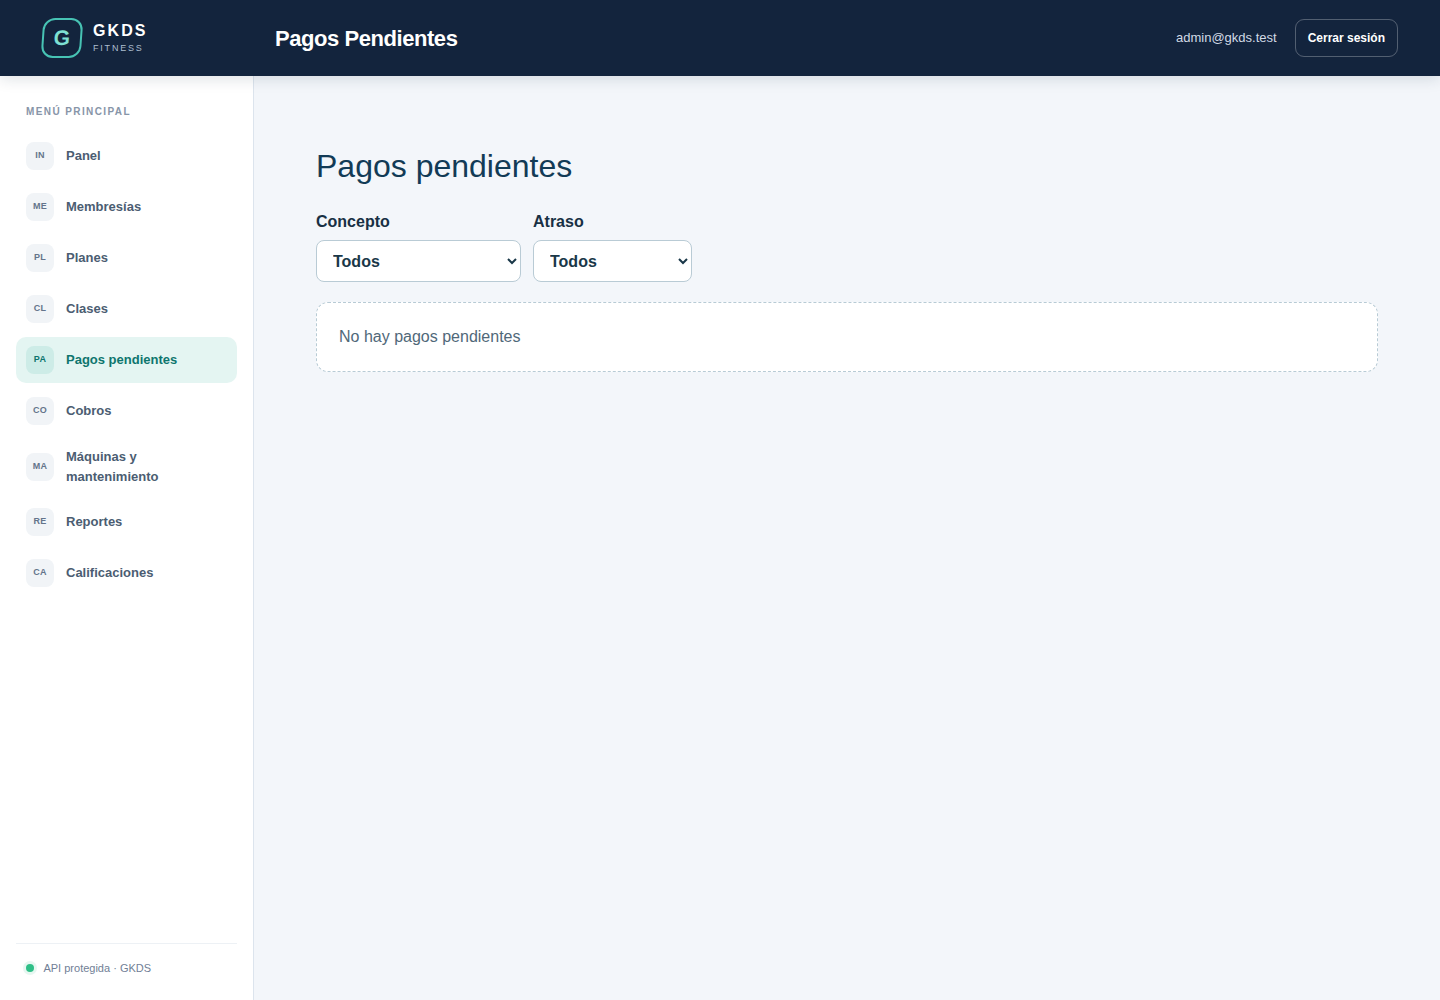 G
GKDS
FITNESS
Pagos Pendientes
admin@gkds.test
Cerrar sesión
MENÚ PRINCIPAL
IN Panel
ME Membresías
PL Planes
CL Clases
PA Pagos pendientes
CO Cobros
MA Máquinas y
mantenimiento
RE Reportes
CA Calificaciones
API protegida · GKDS
Pagos pendientes
Concepto Atraso
Todos Todos
No hay pagos pendientes